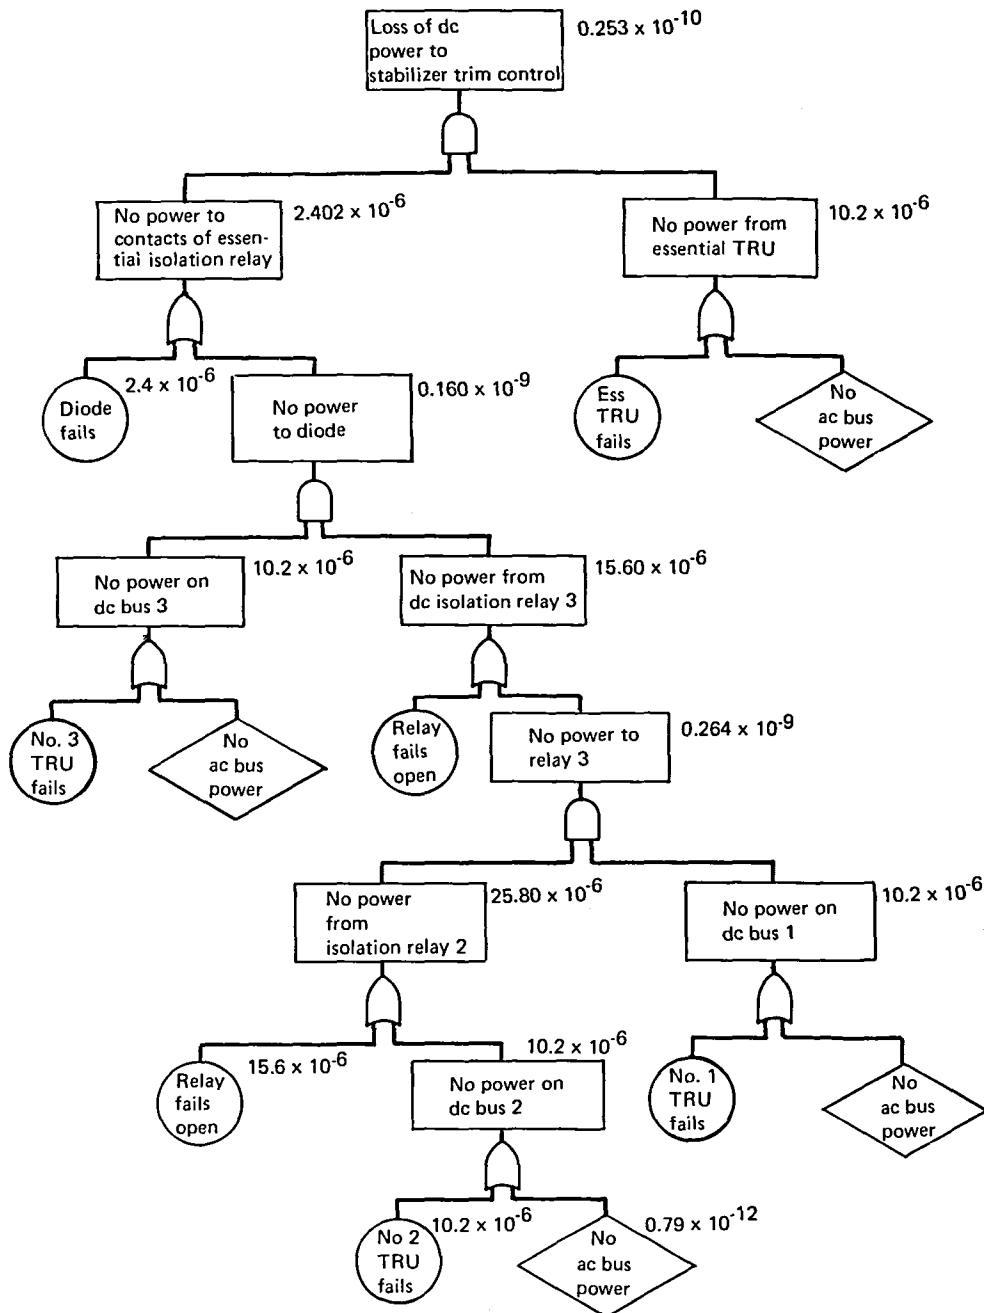 Loss of dc
power to
stabilizer trim control
0.253 x 10-10
No power to
contacts of essen-
tial isolation relay
2.402 x 10-6
No power from
essential TRU
10.2 x 10-6
Diode
fails
2.4 x 10-6
No power
to diode
0.160 x 10-9
Ess
TRU
fails
No
ac bus
power
No power on
dc bus 3
10.2 x 10-6
No power from
dc isolation relay 3
15.60 x 10-6
No. 3
TRU
fails
No
ac bus
power
Relay
fails
open
No power to
relay 3
0.264 x 10-9
No power
from
isolation relay 2
25.80 x 10-6
No power on
dc bus 1
10.2 x 10-6
Relay
fails
open
15.6 x 10-6
No power on
dc bus 2
10.2 x 10-6
No. 1
TRU
fails
No
ac bus
power
No 2
TRU
fails
10.2 x 10-6
No
ac bus
power
0.79 x 10-12